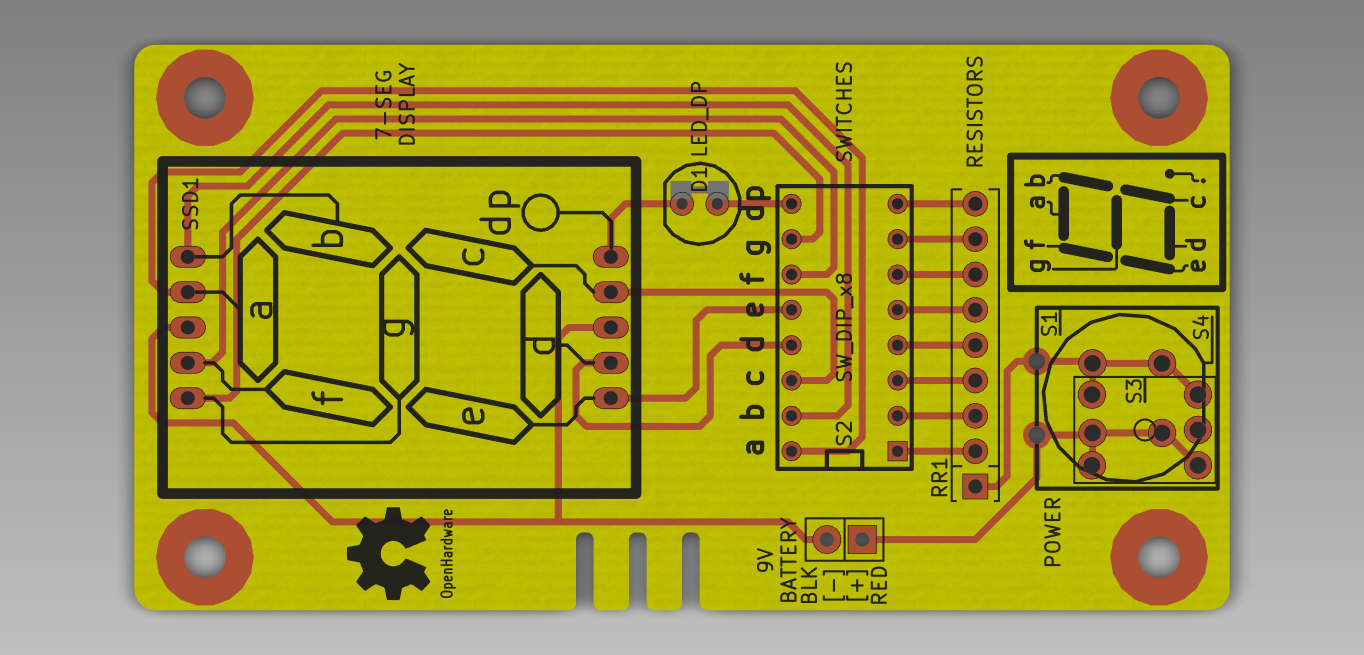 7-SEG
DISPLAY
LED_DP
D1
SWITCHES
RESISTORS
SSD1
a
b
c
d
e
f
g
dp
dp
g
f
e
d
c
b
a
SW_DIP_x8
S2
RR1
a b
g f
.
c
e d
S1
S4
S3
POWER
OpenHardware
9V
BATTERY
BLK
[-]
[+]
RED